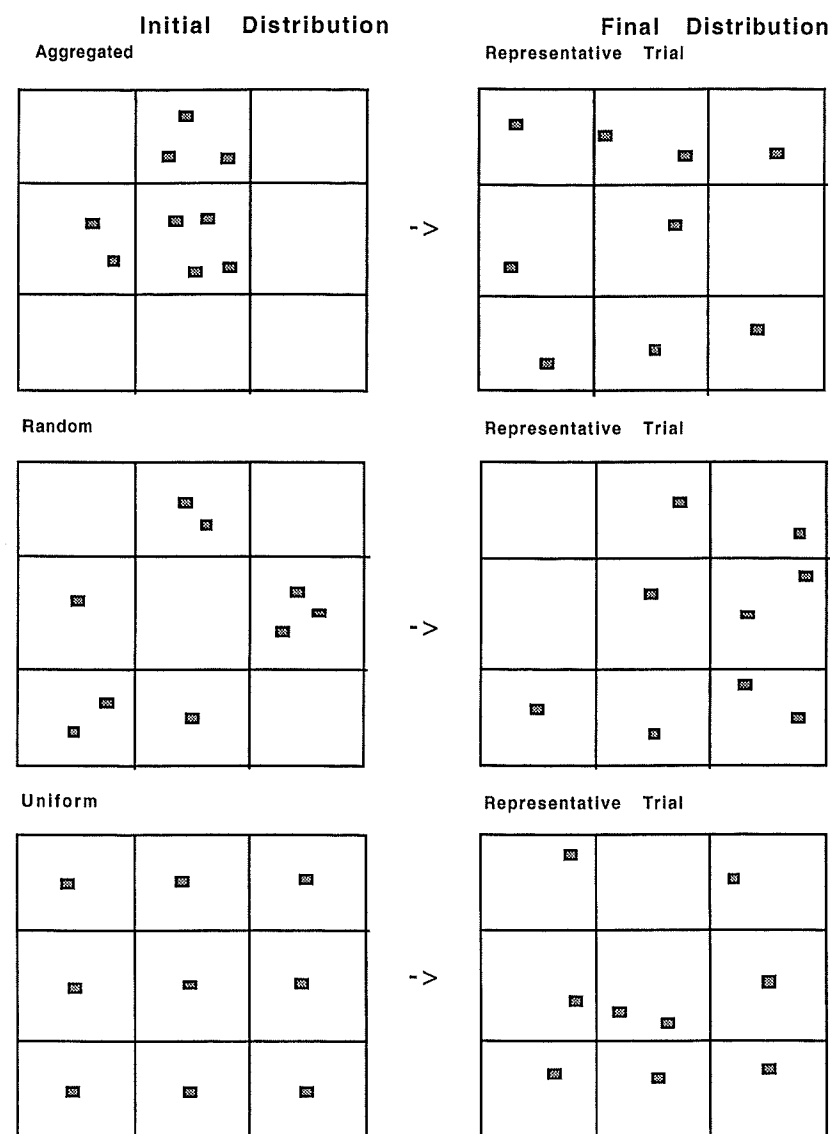 Initial Distribution Final Distribution
Aggregated Representative Trial
->
Random Representative Trial
->
Uniform Representative Trial
->